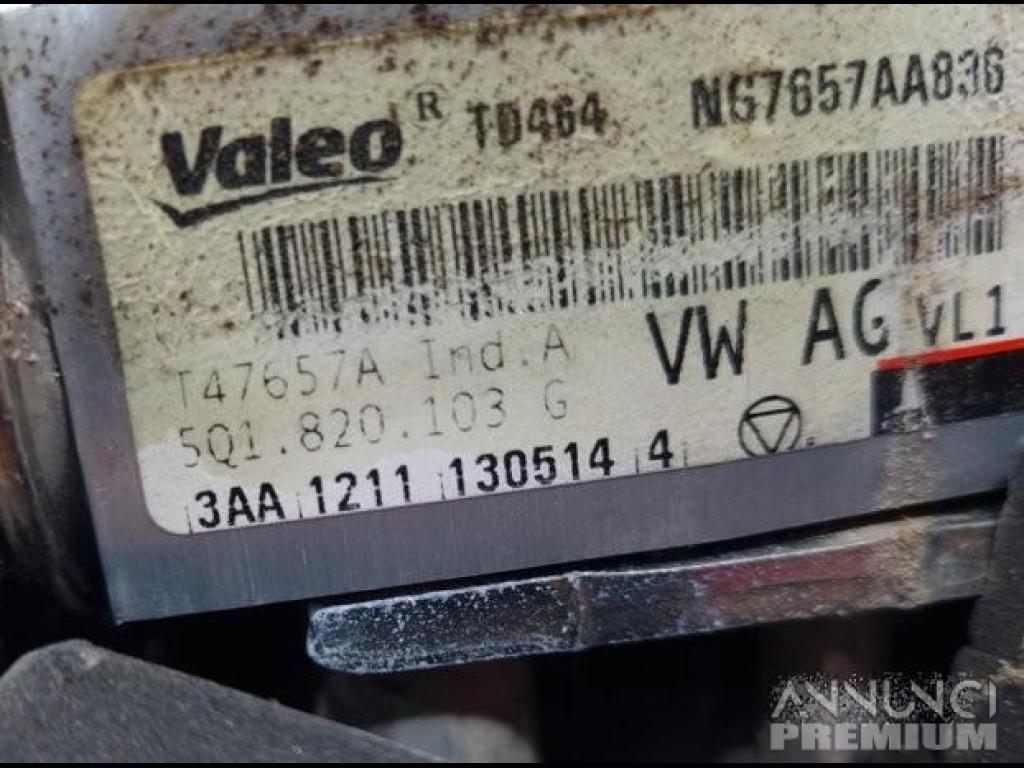 Valeo ® TD464 NG7657AA836
T47657A Ind.A VW AG VL1
5Q1.820.103 G
3AA 1211 130514 4
ANNUNCI
PREMIUM